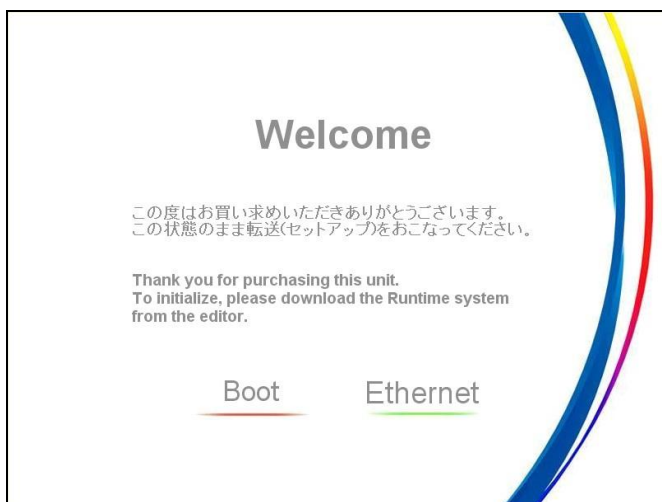 Welcome
この度はお買い求めいただきありがとうございます。
この状態のまま転送(セットアップ)をおこなってください。
Thank you for purchasing this unit.
To initialize, please download the Runtime system
from the editor.
Boot
Ethernet